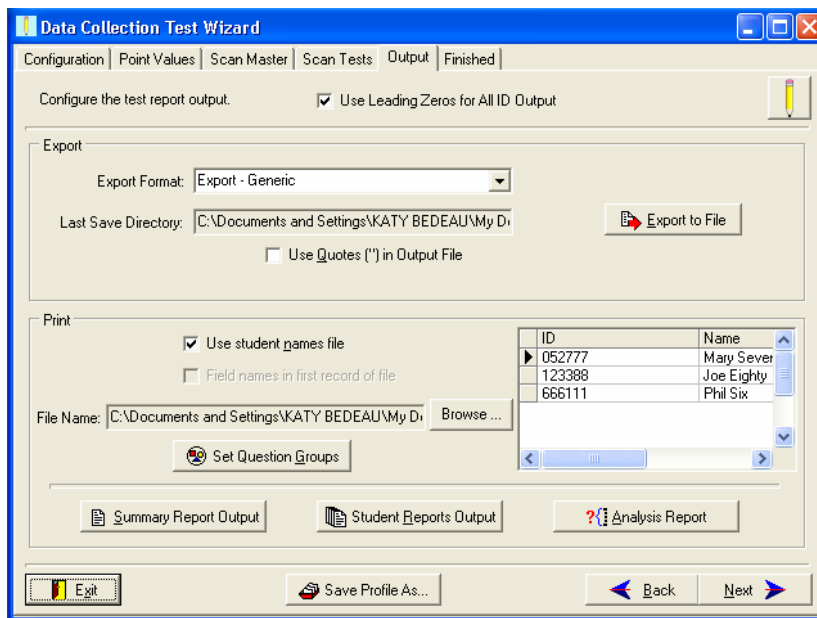 Data Collection Test Wizard
Configuration Point Values Scan Master Scan Tests Output Finished
Configure the test report output. Use Leading Zeros for All ID Output
Export
Export Format: Export - Generic
Last Save Directory: C:\Documents and Settings\KATY BEDEAU\My D
Export to File
Use Quotes (") in Output File
Print
Use student names file
Field names in first record of file
File Name: C:\Documents and Settings\KATY BEDEAU\My D Browse ...
Set Question Groups
ID Name
052777 Mary Sever
123388 Joe Eighty
666111 Phil Six
Summary Report Output Student Reports Output ?{ Analysis Report
Exit Save Profile As... Back Next